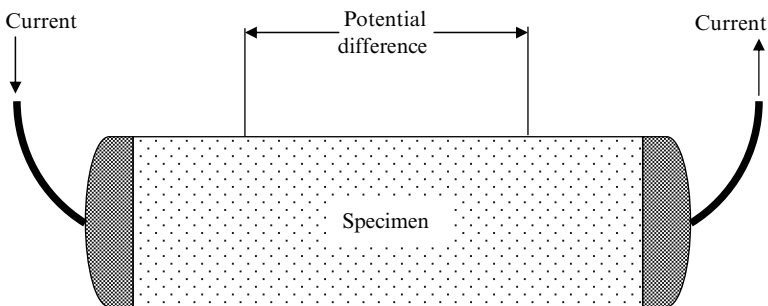 Current
Potential
difference
Current
Specimen